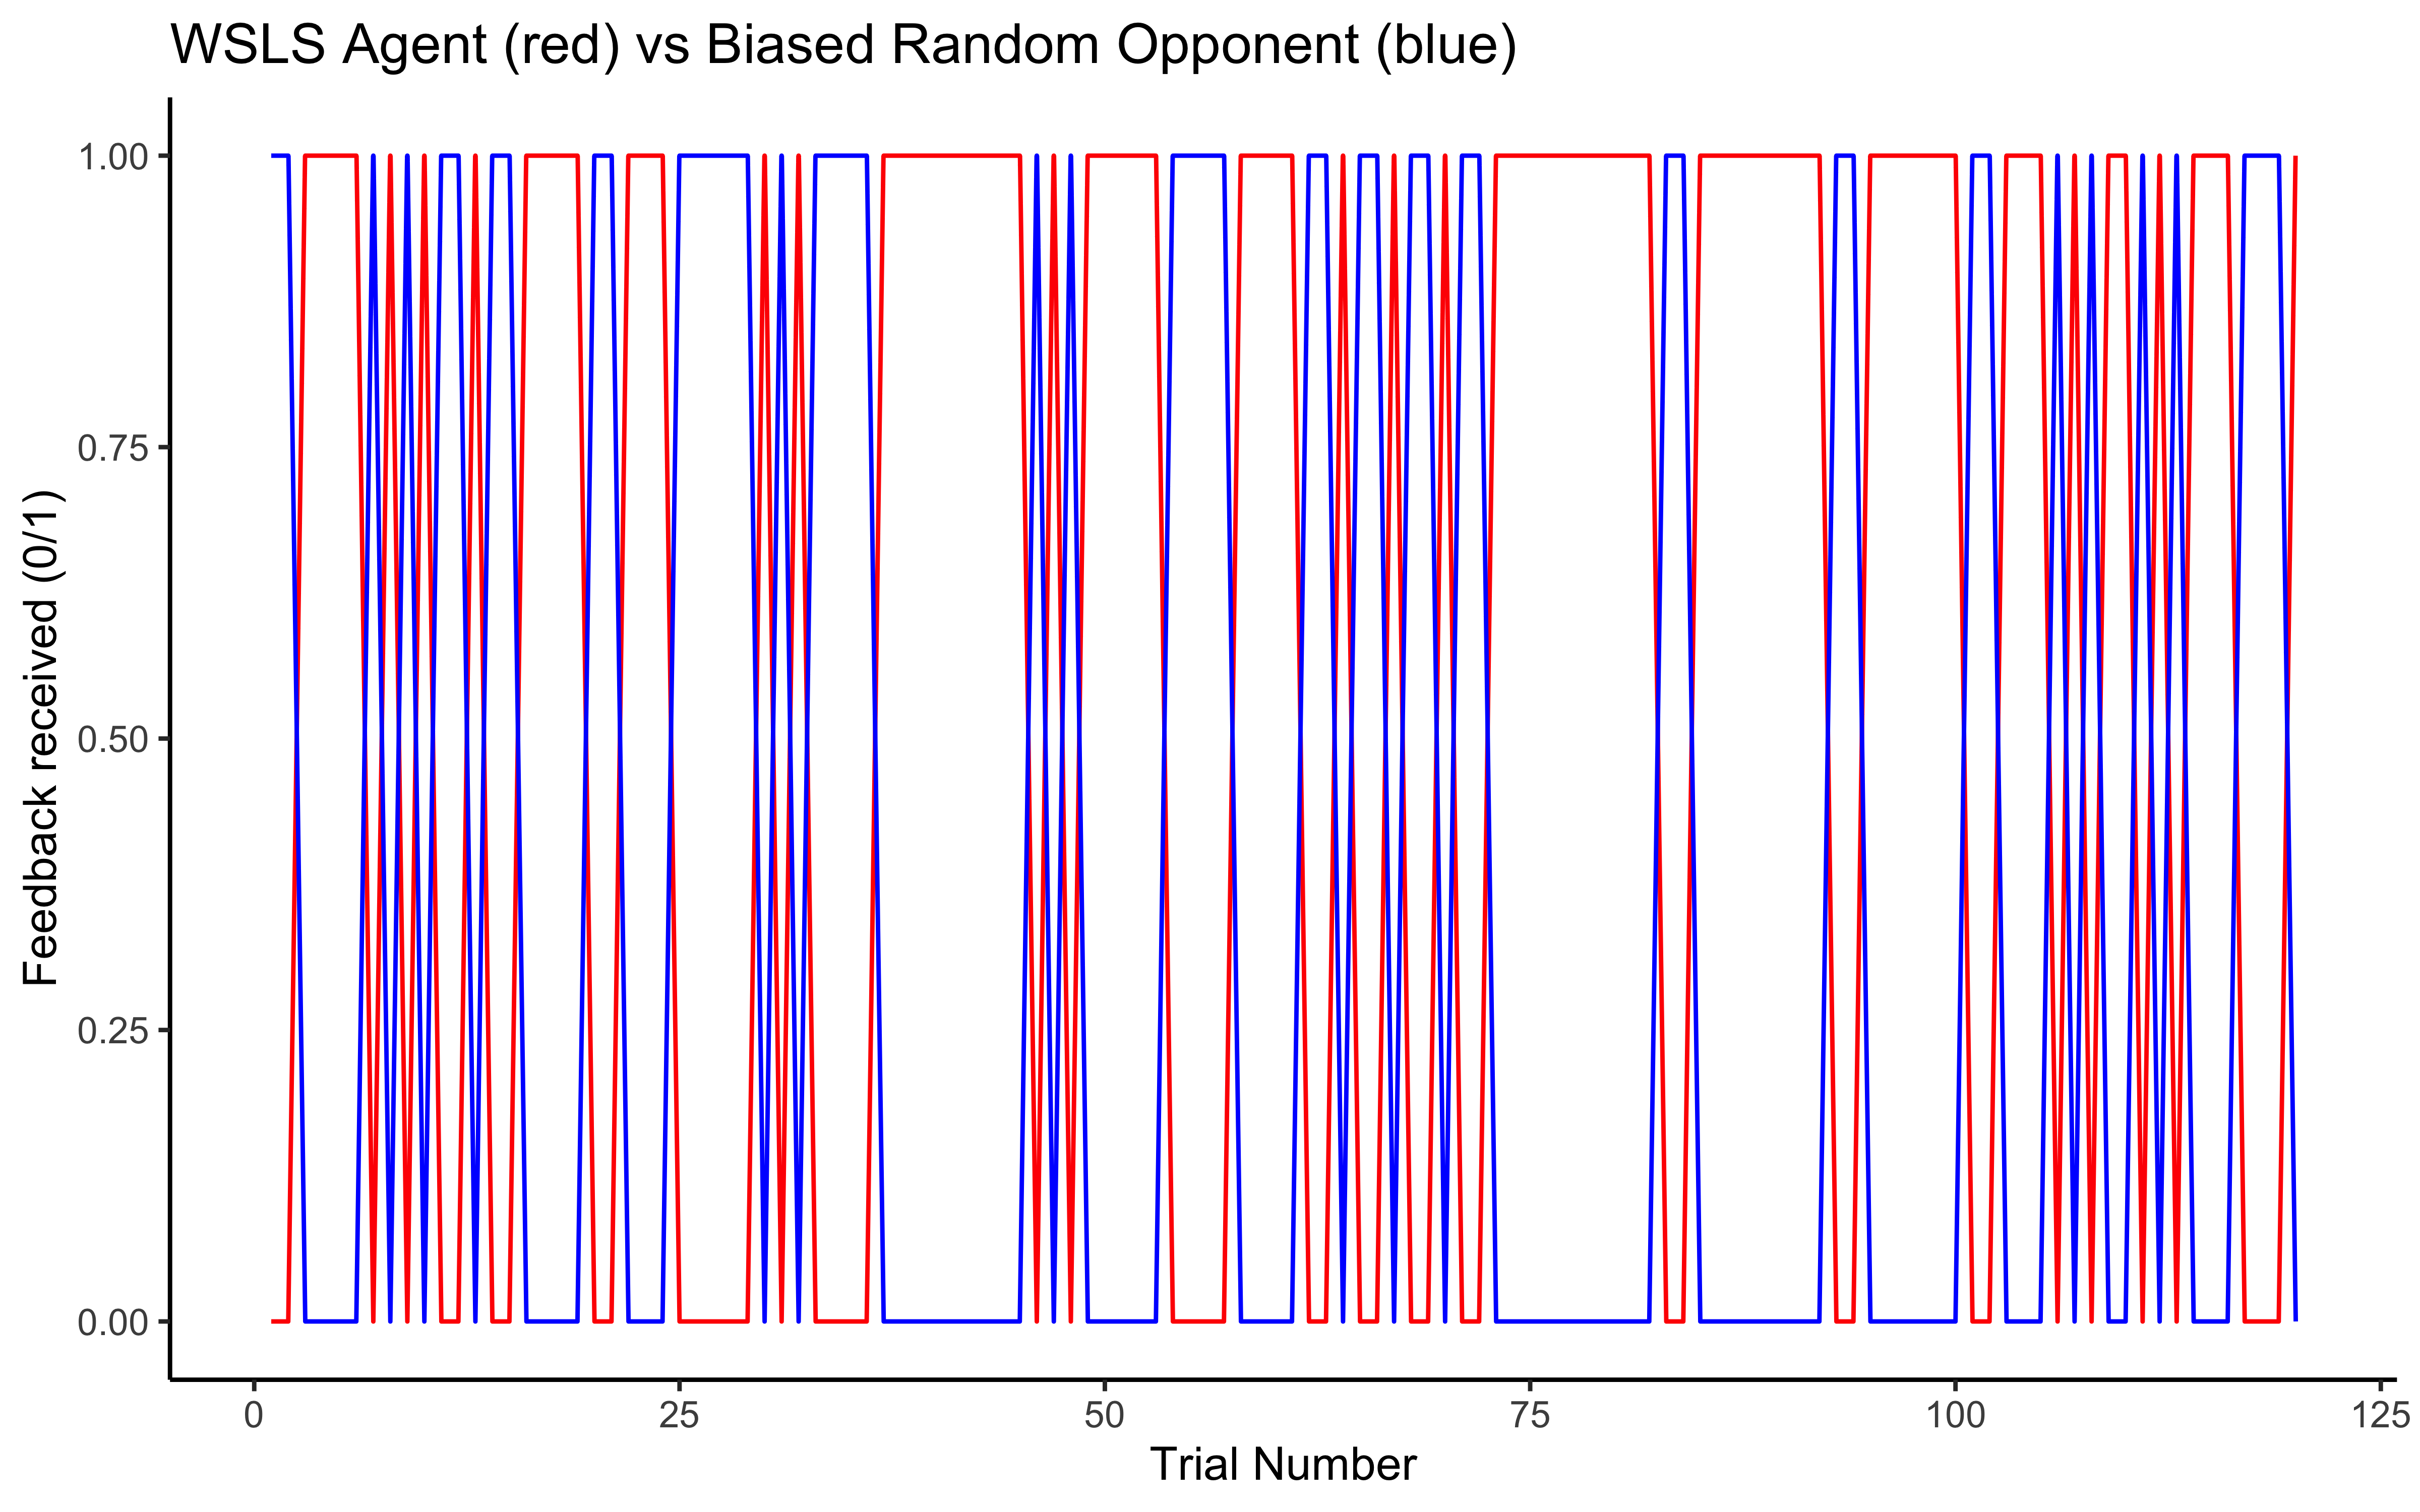 WSLS Agent (red) vs Biased Random Opponent (blue)
Feedback received (0/1)
1.00
0.75
0.50
0.25
0.00
0 25 50 75 100 125
Trial Number